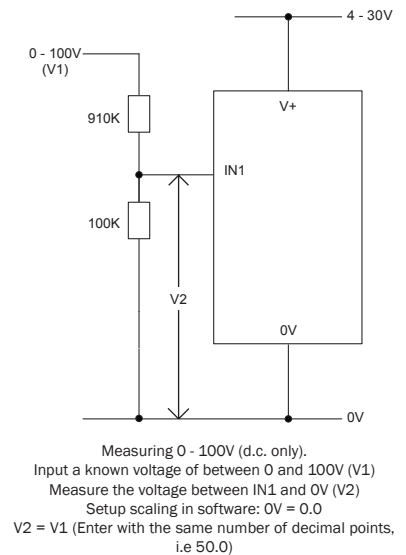 4 - 30V
0 - 100V
(V1)
V+
910K
IN1
100K
V2
0V
0V
Measuring 0 - 100V (d.c. only).
Input a known voltage of between 0 and 100V (V1)
Measure the voltage between IN1 and 0V (V2)
Setup scaling in software: 0V = 0.0
V2 = V1 (Enter with the same number of decimal points,
i.e 50.0)